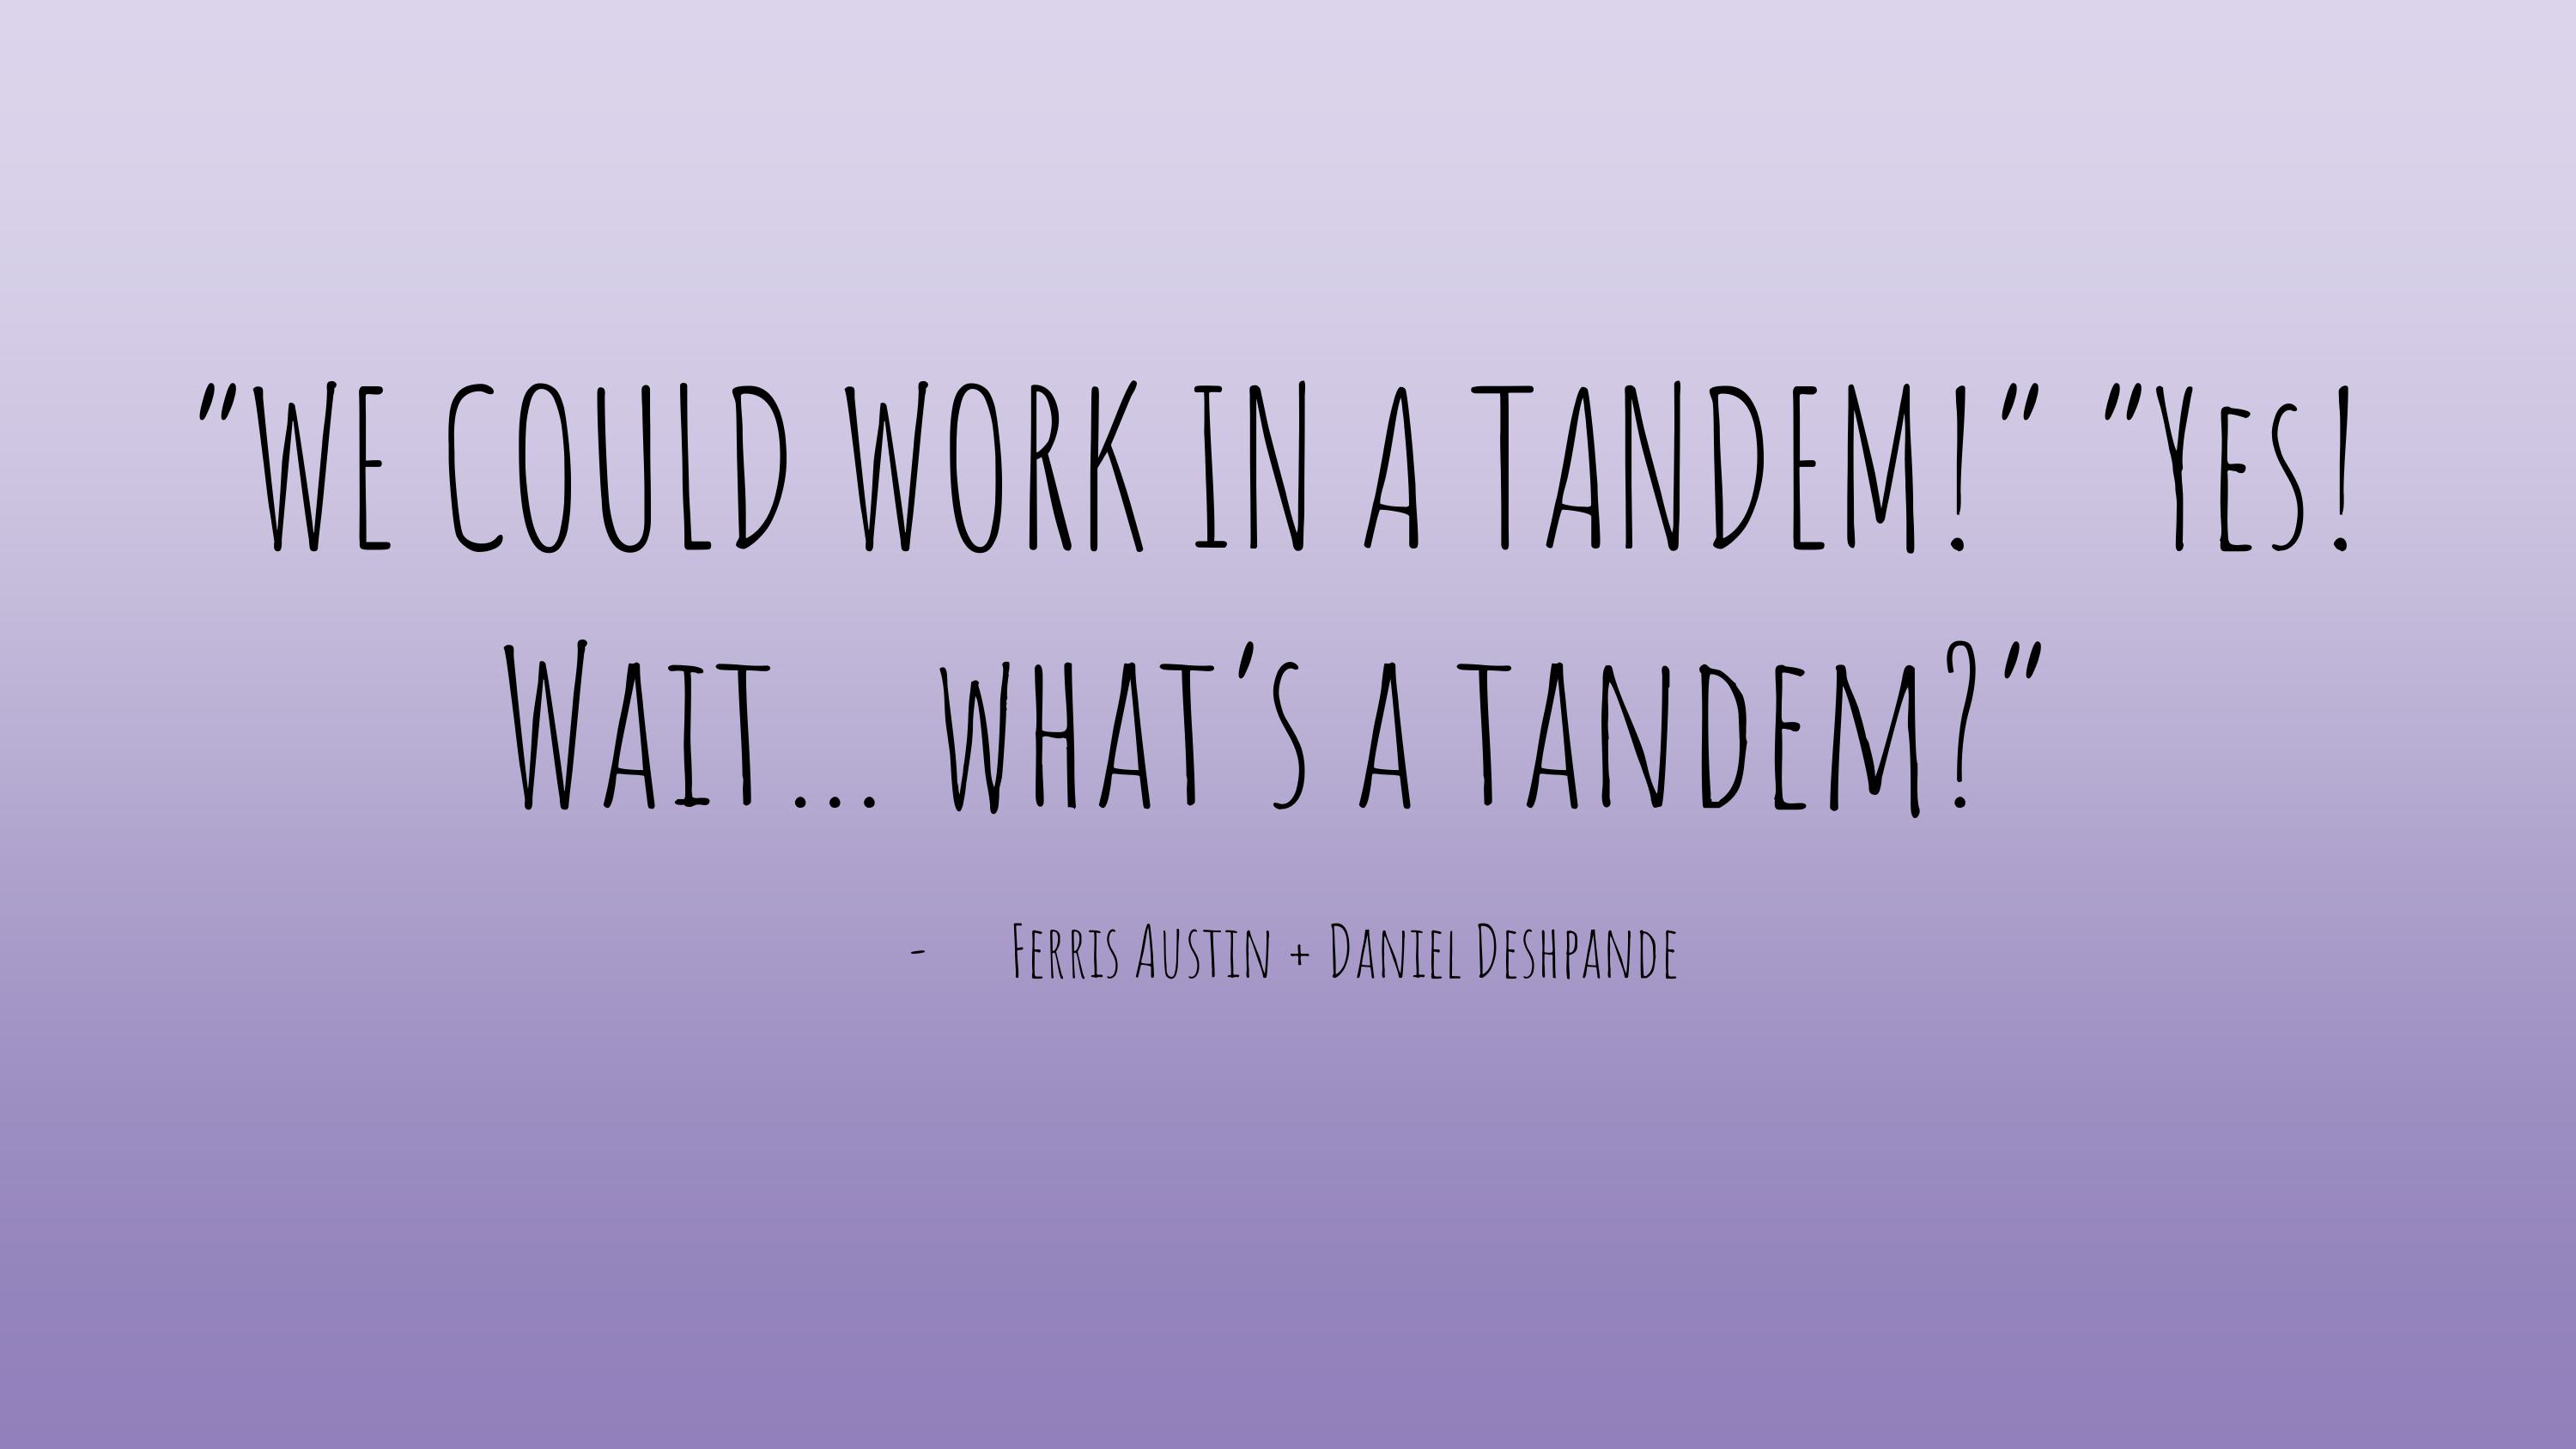 “WE COULD WORK IN A TANDEM!” “Yes!
Wait... what’s a tandem?”
- Ferris Austin + Daniel Deshpande